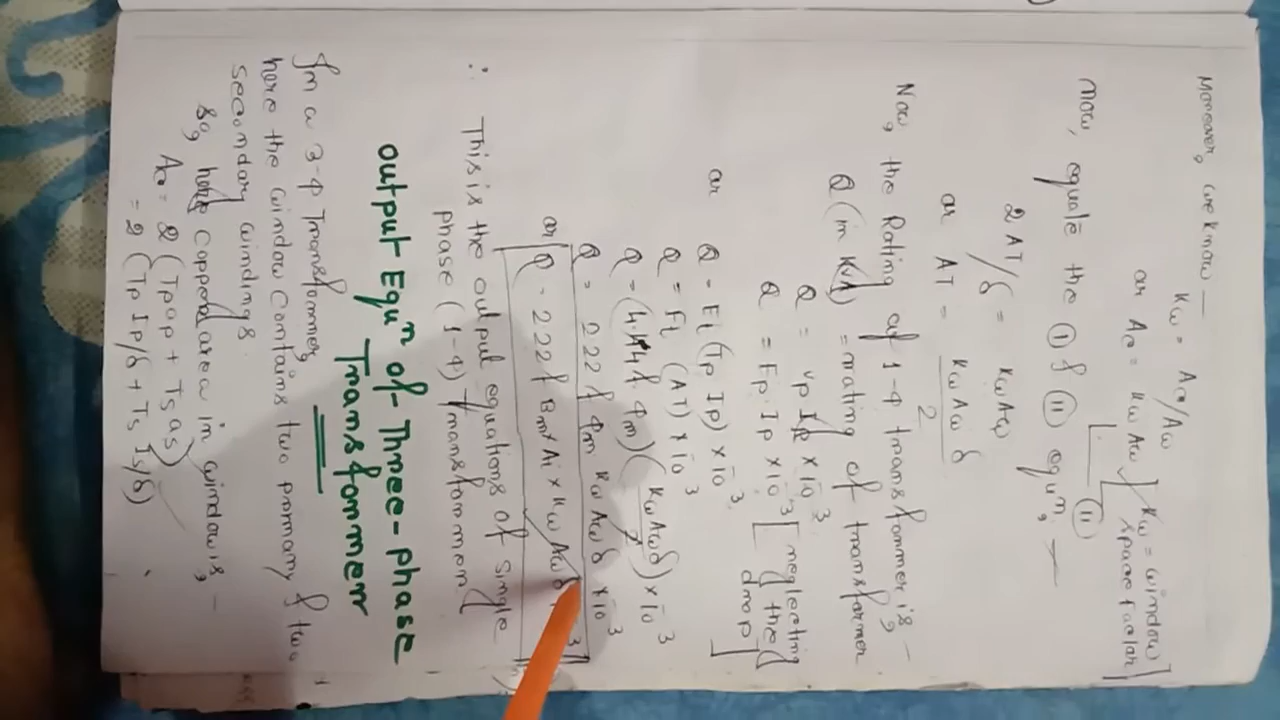 Moreover, we know —
Kw = Ac/Aw
or Ac = Kw Aw [Kw = window space factor]
(II)
Now, equate the (I) & (II) equn, —
2AT/δ = Kw Aw
or AT = Kw Aw δ / 2
Now, the Rating of 1-φ transformer is, —
Q (in KVA) = rating of transformer
Q = Vp Ip × 10⁻³
Q = Ep Ip × 10⁻³ [neglecting the drop]
or Q = Et (Tp Ip) × 10⁻³
Q = Et (AT) × 10⁻³
Q = (4.44 f φm) (Kw Aw δ / 2) × 10⁻³
Q = 2.22 f φm Kw Aw δ × 10⁻³
or Q = 2.22 f Bm × Ai × Kw Aw δ
∴ This is the output equations of single
phase (1-φ) Transformer
Output Equn of Three-phase
Transformer
In a 3-φ Transformer,
here the window contains two primary & two
secondary windings.
so, here copper area in window is, —
Ac = 2 (Tp ap + Ts as)
= 2 (Tp Ip/δ + Ts Is/δ)